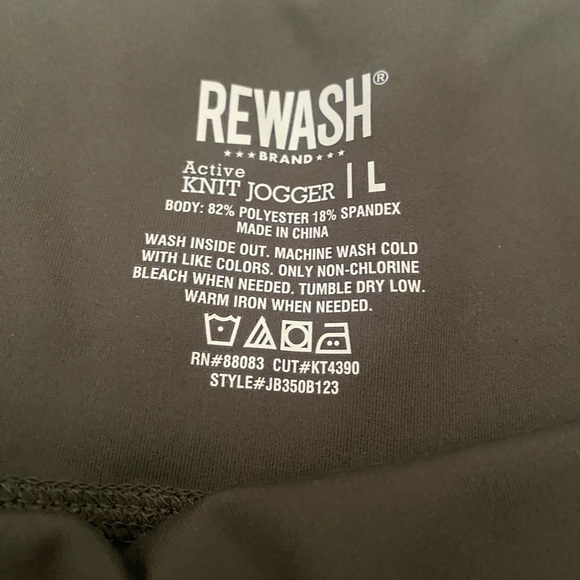 REWASH®
★★★BRAND★★★
Active
KNIT JOGGER | L
BODY: 82% POLYESTER 18% SPANDEX
MADE IN CHINA
WASH INSIDE OUT. MACHINE WASH COLD
WITH LIKE COLORS. ONLY NON-CHLORINE
BLEACH WHEN NEEDED. TUMBLE DRY LOW.
WARM IRON WHEN NEEDED.
RN#88083 CUT#KT4390
STYLE#JB350B123